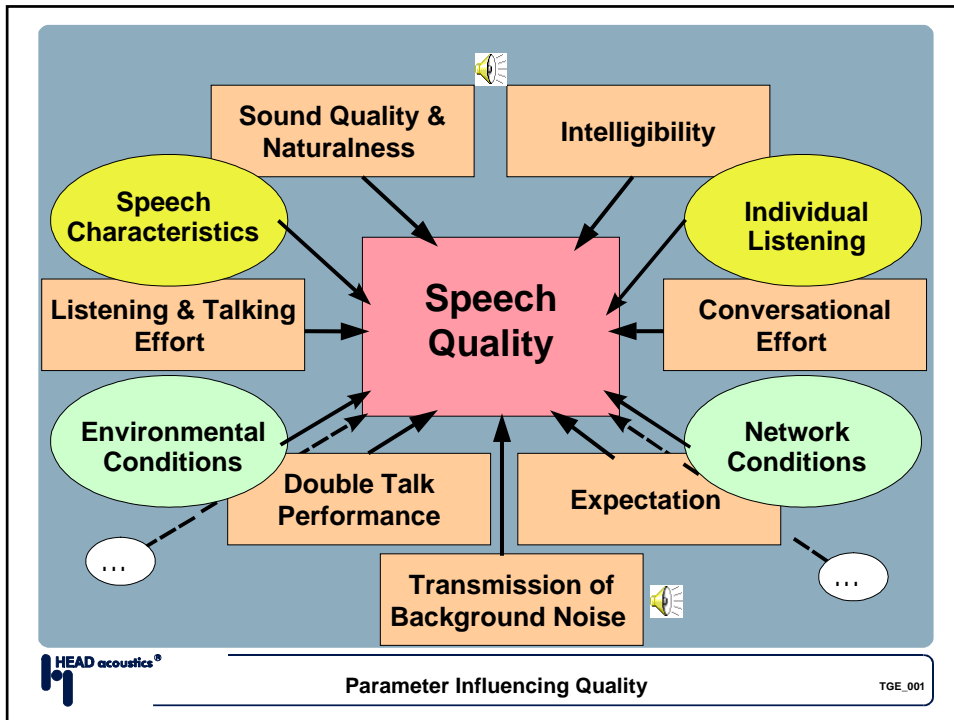 Sound Quality &
Naturalness
Intelligibility
Speech
Characteristics
Individual
Listening
Speech
Quality
Listening & Talking
Effort
Conversational
Effort
Environmental
Conditions
Network
Conditions
Double Talk
Performance
Expectation
...
...
Transmission of
Background Noise
HEAD acoustics®
Parameter Influencing Quality
TGE_001